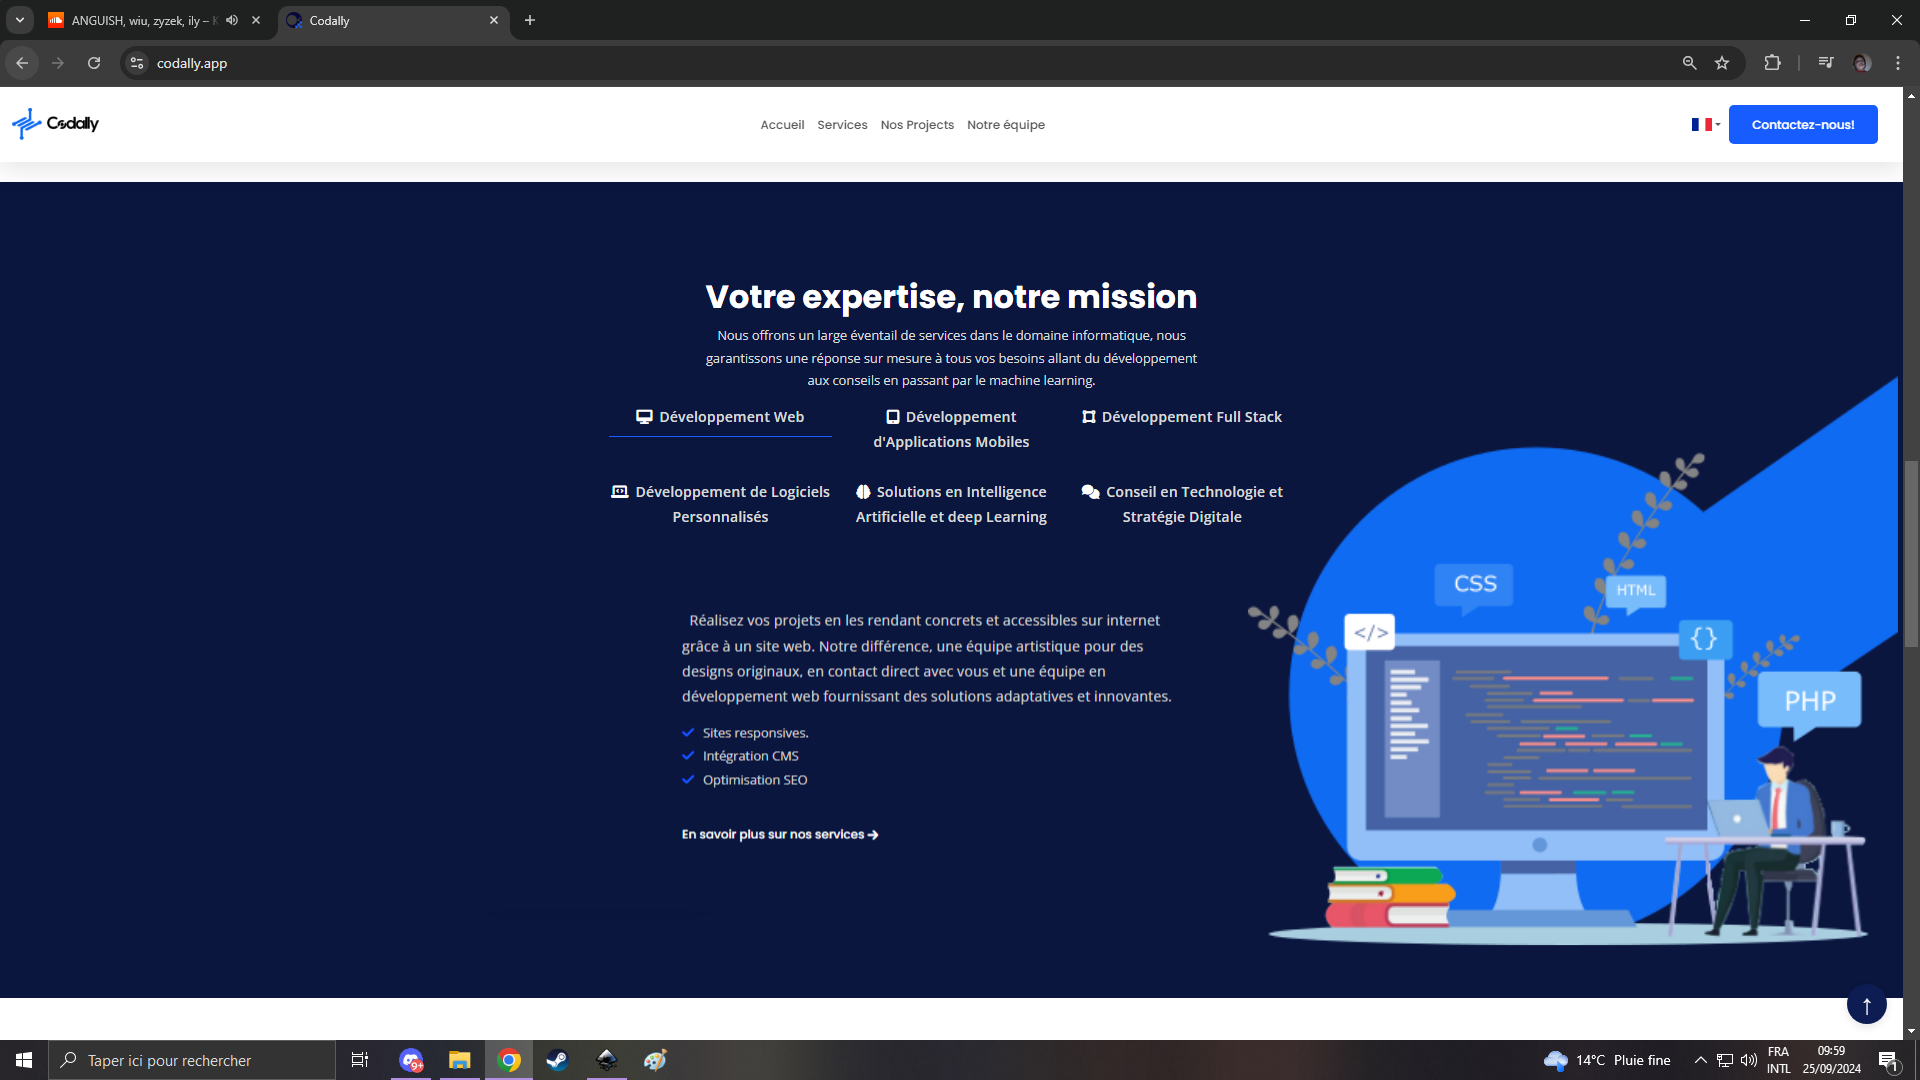 ANGUISH, wiu, zyzek, ily –
Codally
codally.app
Codally
Accueil Services Nos Projects Notre équipe
Contactez-nous!
Votre expertise, notre mission
Nous offrons un large éventail de services dans le domaine informatique, nous
garantissons une réponse sur mesure à tous vos besoins allant du développement
aux conseils en passant par le machine learning.
Développement Web
Développement
d'Applications Mobiles
Développement Full Stack
Développement de Logiciels
Personnalisés
Solutions en Intelligence
Artificielle et deep Learning
Conseil en Technologie et
Stratégie Digitale
CSS
HTML
</>
{}
PHP
Réalisez vos projets en les rendant concrets et accessibles sur internet
grâce à un site web. Notre différence, une équipe artistique pour des
designs originaux, en contact direct avec vous et une équipe en
développement web fournissant des solutions adaptatives et innovantes.
Sites responsives.
Intégration CMS
Optimisation SEO
En savoir plus sur nos services →
↑
Taper ici pour rechercher
9+
14°C Pluie fine
FRA
INTL
09:59
25/09/2024
1